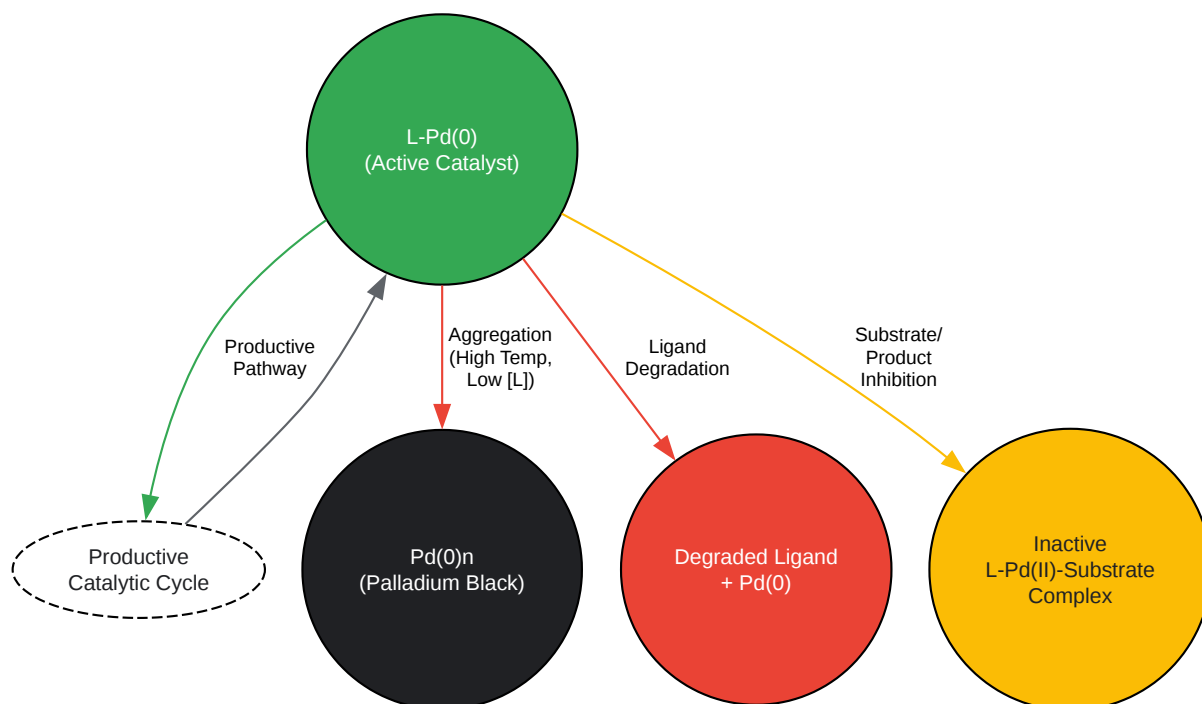 L-Pd(0)
(Active Catalyst)
Productive
Pathway
Aggregation
(High Temp,
Low [L])
Ligand
Degradation
Substrate/
Product
Inhibition
Productive
Catalytic Cycle
Pd(0)n
(Palladium Black)
Degraded Ligand
+ Pd(0)
Inactive
L-Pd(II)-Substrate
Complex